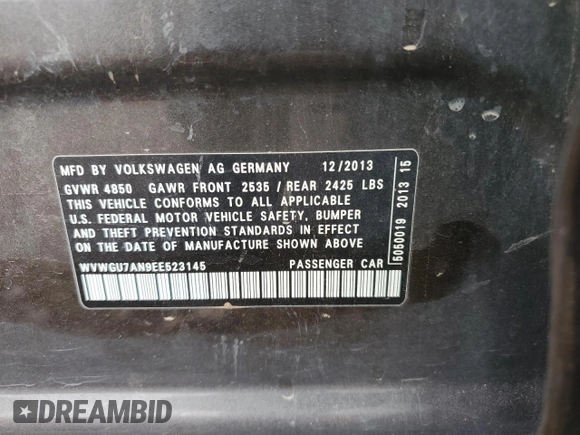 MFD BY VOLKSWAGEN AG GERMANY 12/2013
GVWR 4850 GAWR FRONT 2535 / REAR 2425 LBS
THIS VEHICLE CONFORMS TO ALL APPLICABLE
U.S. FEDERAL MOTOR VEHICLE SAFETY, BUMPER
AND THEFT PREVENTION STANDARDS IN EFFECT
ON THE DATE OF MANUFACTURE SHOWN ABOVE
WVWGU7AN9EE523145 PASSENGER CAR
5050019 2013 15
DREAMBID